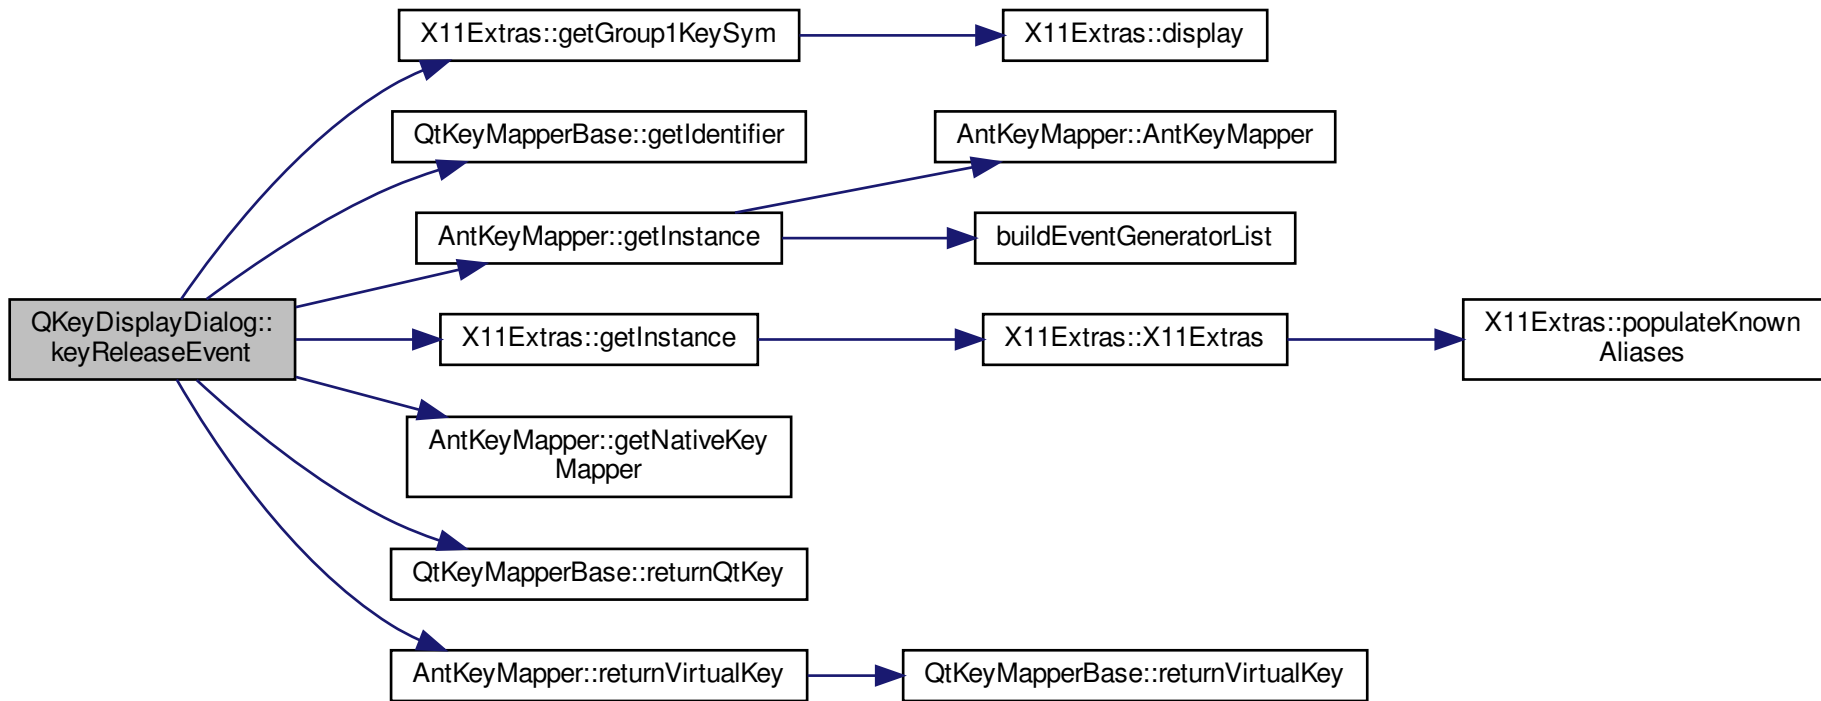 X11Extras::getGroup1KeySym
X11Extras::display
QtKeyMapperBase::getIdentifier
AntKeyMapper::AntKeyMapper
AntKeyMapper::getInstance
buildEventGeneratorList
QKeyDisplayDialog::
keyReleaseEvent
X11Extras::getInstance
X11Extras::X11Extras
X11Extras::populateKnown
Aliases
AntKeyMapper::getNativeKey
Mapper
QtKeyMapperBase::returnQtKey
AntKeyMapper::returnVirtualKey
QtKeyMapperBase::returnVirtualKey